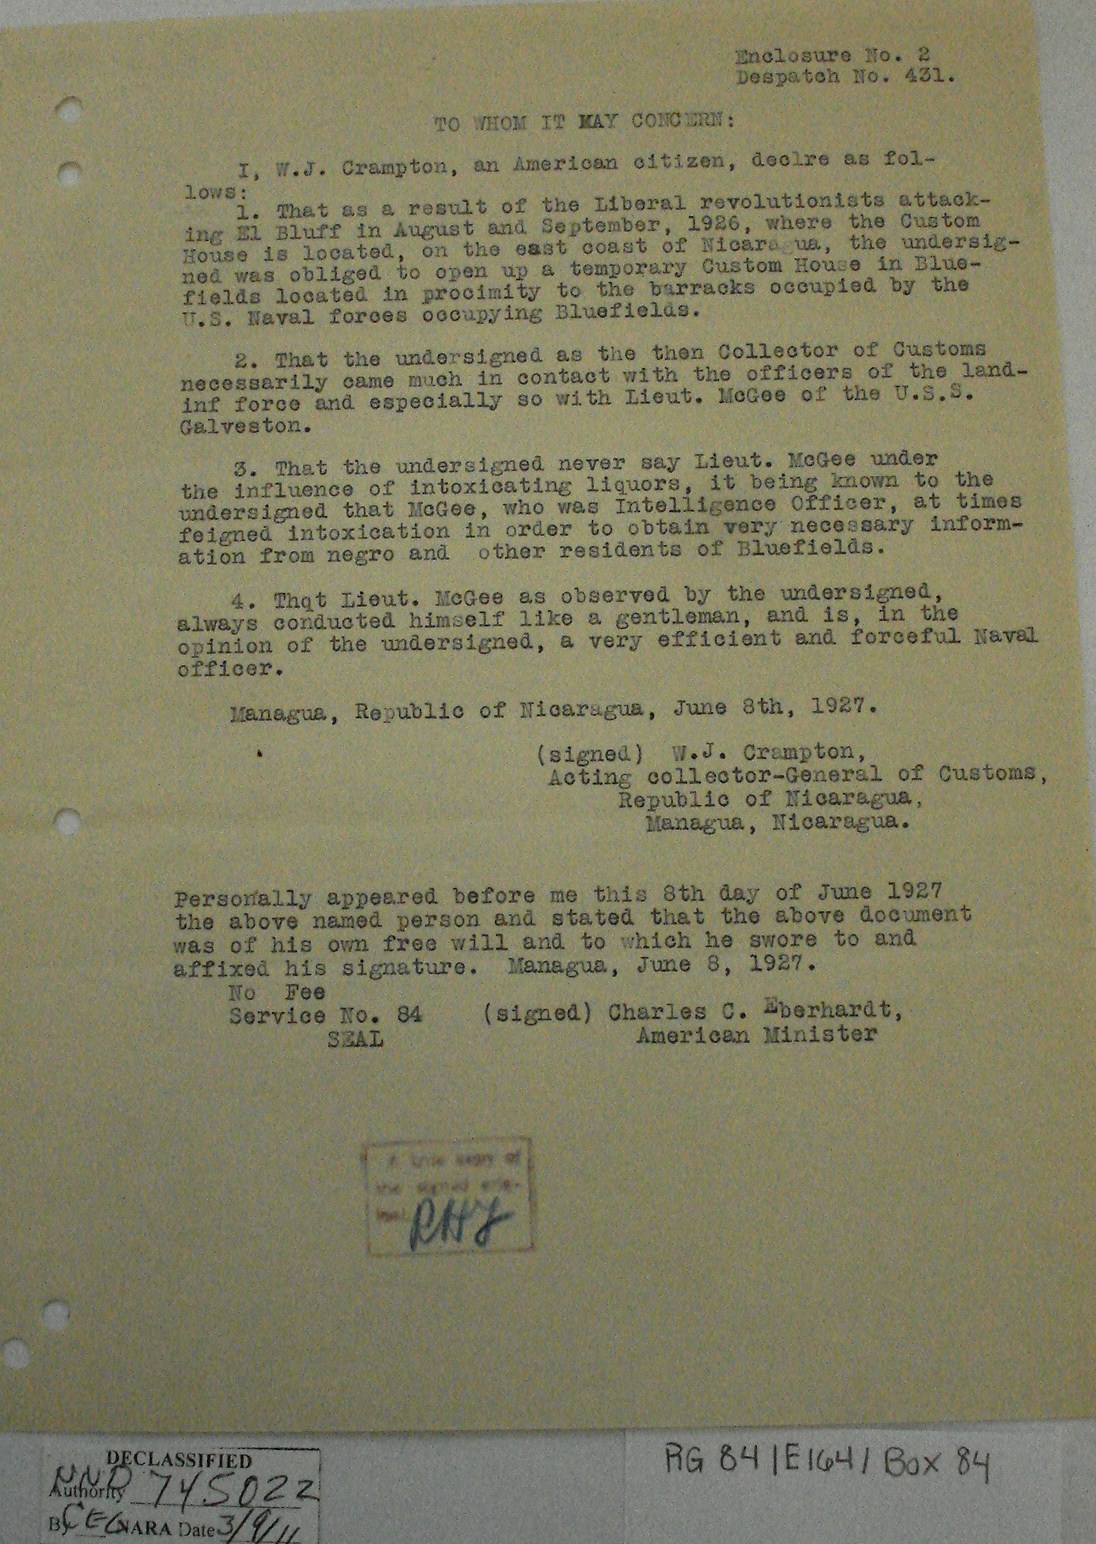 Enclosure No. 2
Despatch No. 431.
TO WHOM IT MAY CONCERN:
I, W.J. Crampton, an American citizen, declre as fol-
lows:
1. That as a result of the Liberal revolutionists attack-
ing El Bluff in August and September, 1926, where the Custom
House is located, on the east coast of Nicaragua, the undersig-
ned was obliged to open up a temporary Custom House in Blue-
fields located in procimity to the barracks occupied by the
U.S. Naval forces occupying Bluefields.
2. That the undersigned as the then Collector of Customs
necessarily came much in contact with the officers of the land-
inf force and especially so with Lieut. McGee of the U.S.S.
Galveston.
3. That the undersigned never say Lieut. McGee under
the influence of intoxicating liquors, it being known to the
undersigned that McGee, who was Intelligence Officer, at times
feigned intoxication in order to obtain very necessary inform-
ation from negro and other residents of Bluefields.
4. Thqt Lieut. McGee as observed by the undersigned,
always conducted himself like a gentleman, and is, in the
opinion of the undersigned, a very efficient and forceful Naval
officer.
Managua, Republic of Nicaragua, June 8th, 1927.
(signed) W.J. Crampton,
Acting collector-General of Customs,
Republic of Nicaragua,
Managua, Nicaragua.
Personally appeared before me this 8th day of June 1927
the above named person and stated that the above document
was of his own free will and to which he swore to and
affixed his signature. Managua, June 8, 1927.
No Fee
Service No. 84 (signed) Charles C. Eberhardt,
SEAL American Minister
A true copy of
the signed orig-
inal
RHJ
DECLASSIFIED
Authority NND 745022
By CEC NARA Date 3/9/11
RG 84/E164/ Box 84